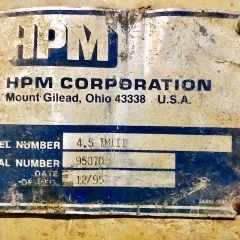 HPM
HPM CORPORATION
Mount Gilead, Ohio 43338 U.S.A.
EL NUMBER 4.5 TMIII
AL NUMBER 95070
DATE
OF MFG. 12/95